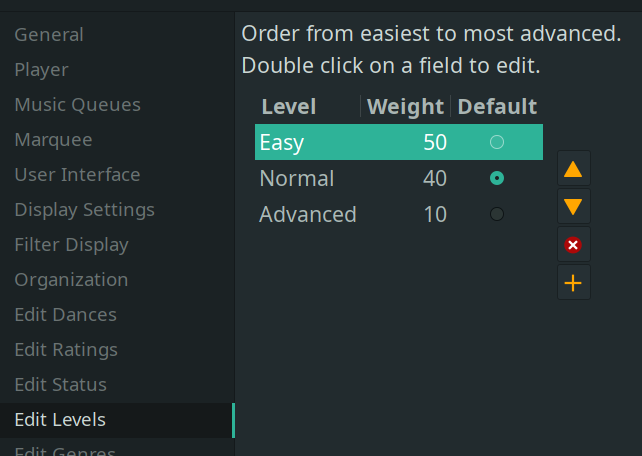 General
Player
Music Queues
Marquee
User Interface
Display Settings
Filter Display
Organization
Edit Dances
Edit Ratings
Edit Status
Edit Levels
Edit Genres
Order from easiest to most advanced.
Double click on a field to edit.
Level Weight Default
Easy 50
Normal 40
Advanced 10